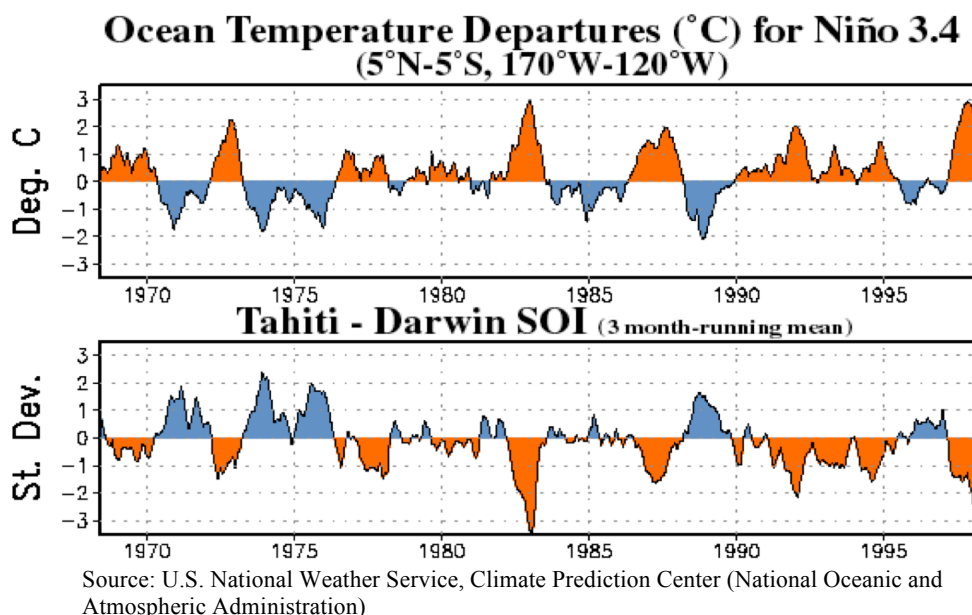 Ocean Temperature Departures (˚C) for Niño 3.4
(5˚N-5˚S, 170˚W-120˚W)
Deg. C
3
2
1
0
-1
-2
-3
1970 1975 1980 1985 1990 1995
Tahiti - Darwin SOI (3 month-running mean)
St. Dev.
3
2
1
0
-1
-2
-3
1970 1975 1980 1985 1990 1995
Source: U.S. National Weather Service, Climate Prediction Center (National Oceanic and
Atmospheric Administration)